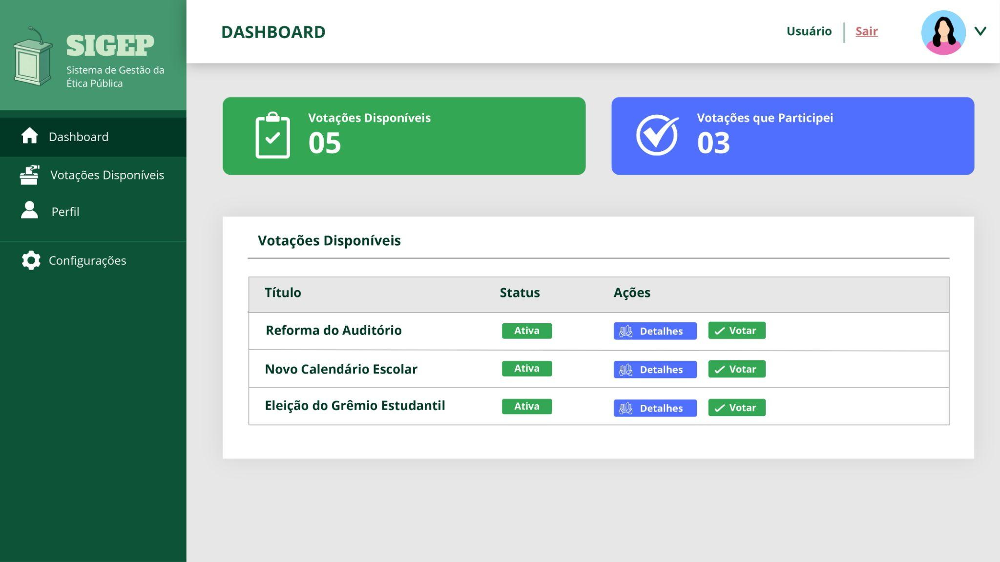 SIGEP
Sistema de Gestão da
Ética Pública
Dashboard
Votações Disponíveis
Perfil
Configurações
DASHBOARD
Usuário
Sair
Votações Disponíveis
05
Votações que Participei
03
Votações Disponíveis
Título Status Ações
Reforma do Auditório Ativa Detalhes Votar
Novo Calendário Escolar Ativa Detalhes Votar
Eleição do Grêmio Estudantil Ativa Detalhes Votar